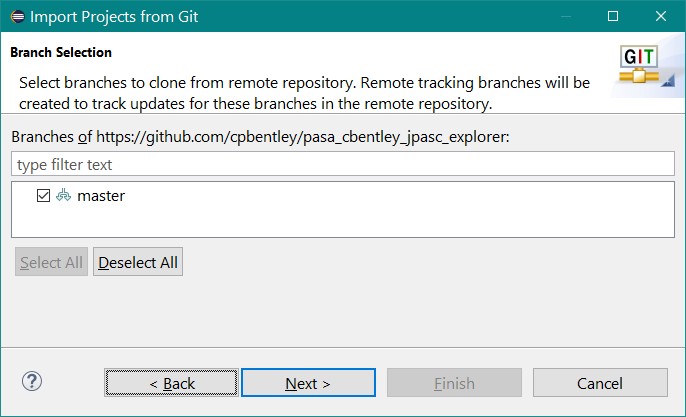 Import Projects from Git
Branch Selection
GIT
Select branches to clone from remote repository. Remote tracking branches will be
created to track updates for these branches in the remote repository.
Branches of https://github.com/cpbentley/pasa_cbentley_jpasc_explorer:
type filter text
master
Select All Deselect All
? < Back Next > Finish Cancel